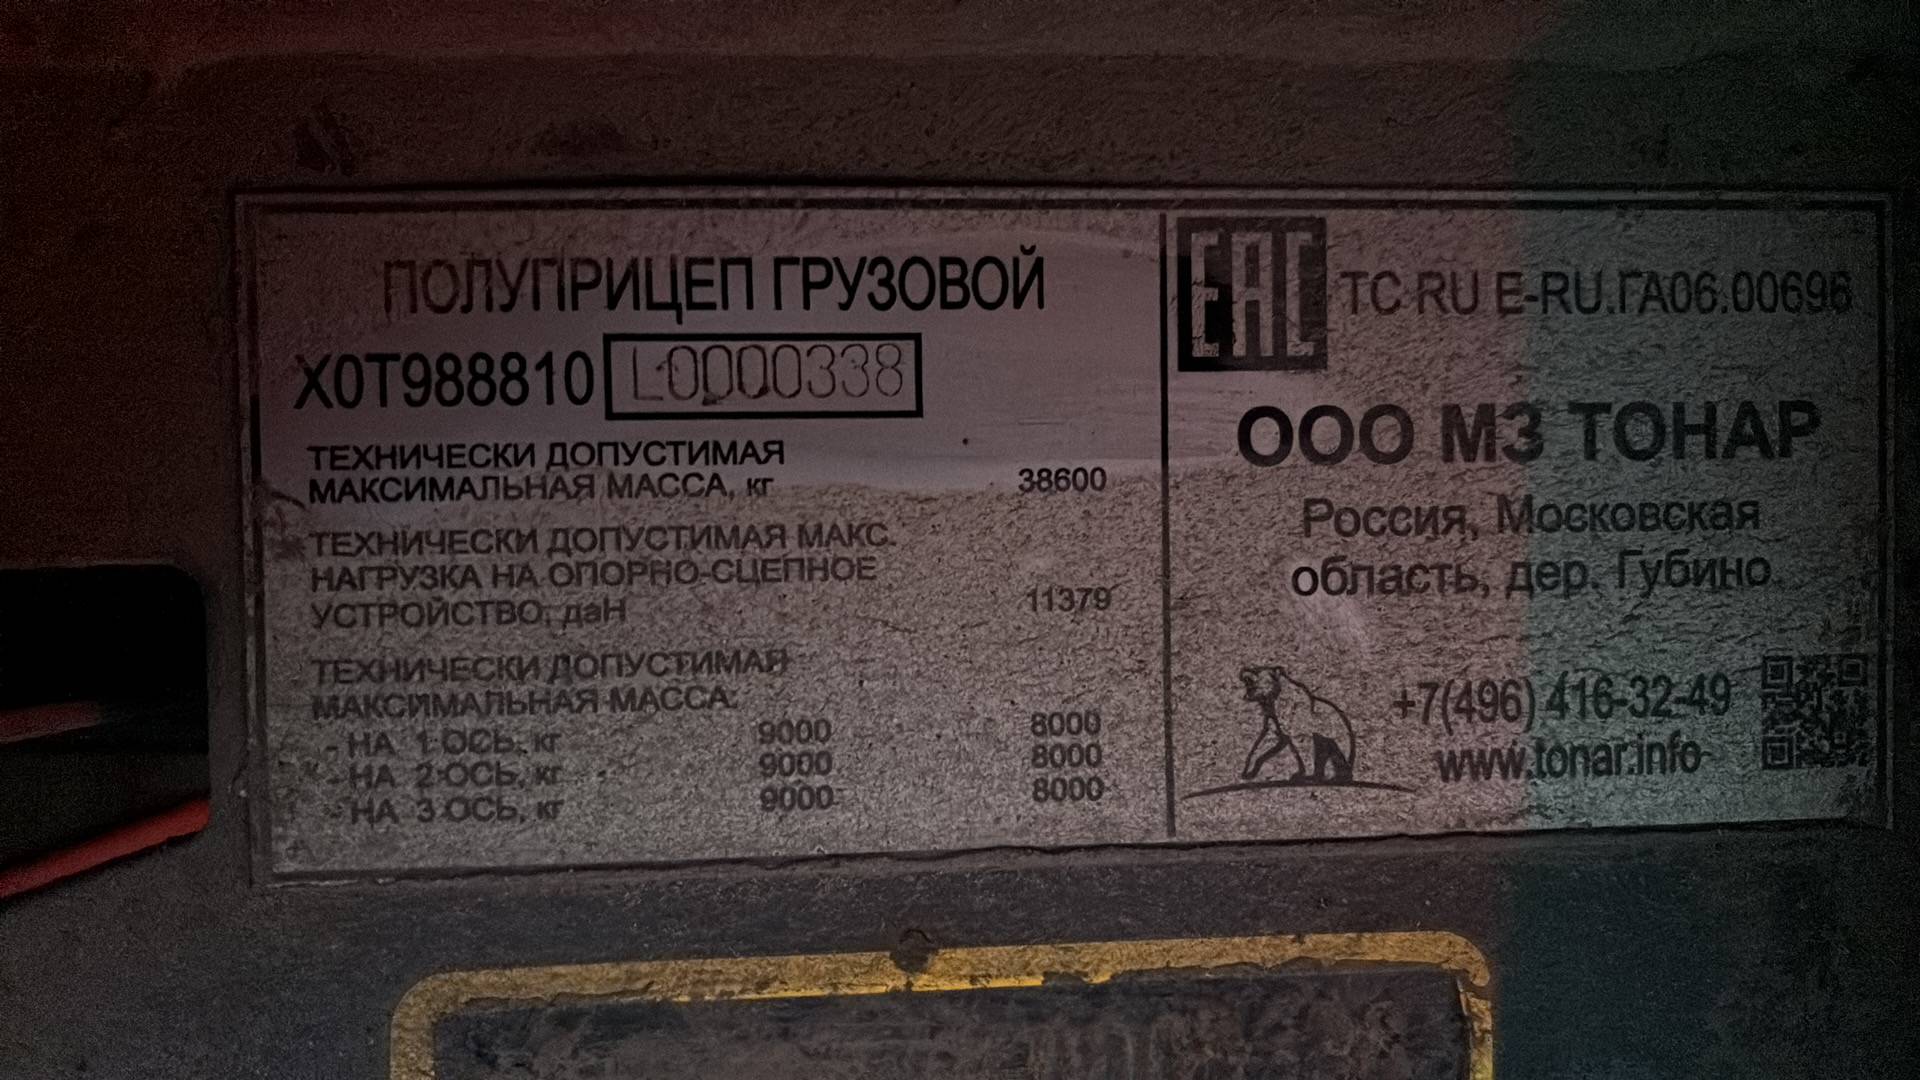 ПОЛУПРИЦЕП ГРУЗОВОЙ
X0T988810 L0000338
ТЕХНИЧЕСКИ ДОПУСТИМАЯ
МАКСИМАЛЬНАЯ МАССА, кг 38600
ТЕХНИЧЕСКИ ДОПУСТИМАЯ МАКС.
НАГРУЗКА НА ОПОРНО-СЦЕПНОЕ
УСТРОЙСТВО, даН 11379
ТЕХНИЧЕСКИ ДОПУСТИМАЯ
МАКСИМАЛЬНАЯ МАССА:
- НА 1 ОСЬ, кг 9000 8000
- НА 2 ОСЬ, кг 9000 8000
- НА 3 ОСЬ, кг 9000 8000
EAC TC RU E-RU.ГА06.00696
ООО МЗ ТОНАР
Россия, Московская
область, дер. Губино
+7(496) 416-32-49
www.tonar.info